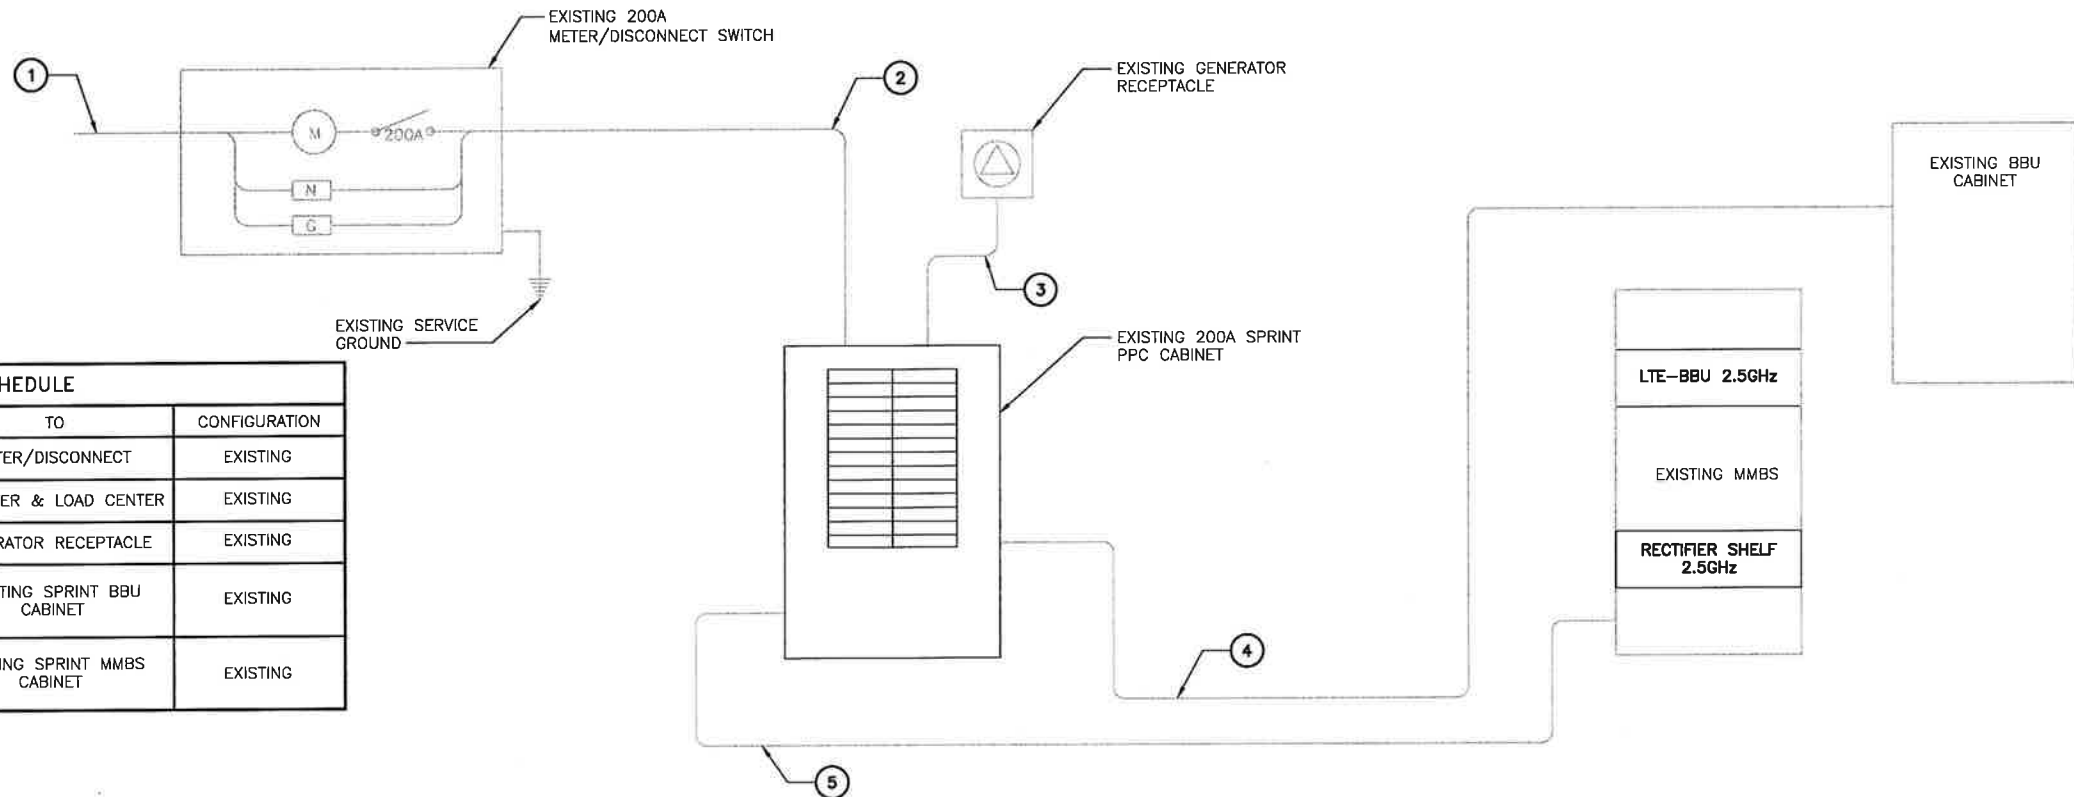 EXISTING 200A
METER/DISCONNECT SWITCH
1
2
M
200A
N
G
EXISTING GENERATOR
RECEPTACLE
3
EXISTING SERVICE
GROUND
EXISTING 200A SPRINT
PPC CABINET
EXISTING BBU
CABINET
LTE-BBU 2.5GHz
EXISTING MMBS
RECTIFIER SHELF
2.5GHz
4
5
HEDULE
TO CONFIGURATION
TER/DISCONNECT EXISTING
ER & LOAD CENTER EXISTING
RATOR RECEPTACLE EXISTING
TING SPRINT BBU
CABINET EXISTING
ING SPRINT MMBS
CABINET EXISTING